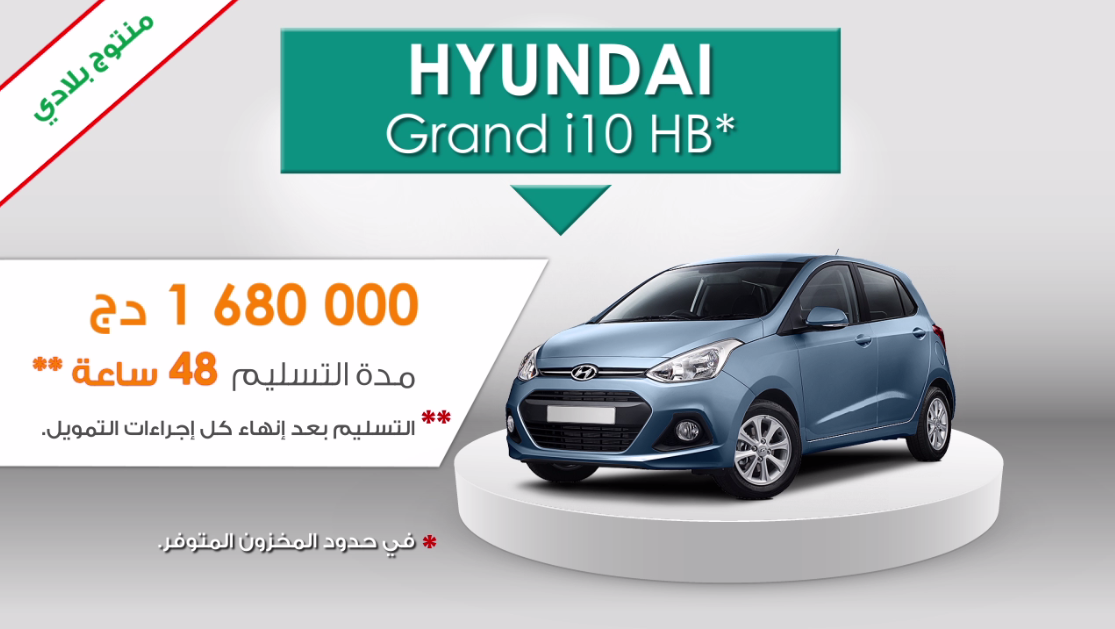 منتوج بلادي
HYUNDAI
Grand i10 HB*
1 680 000 دج
مدة التسليم 48 ساعة **
** التسليم بعد إنهاء كل إجراءات التمويل.
* في حدود المخزون المتوفر.